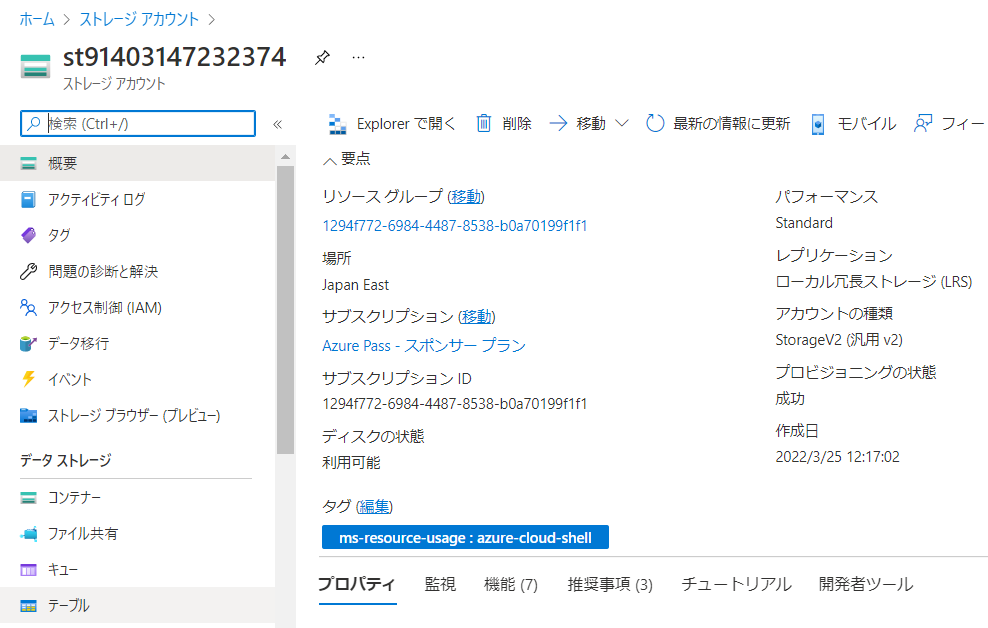 ホーム > ストレージ アカウント >
st91403147232374 ...
ストレージ アカウント
検索 (Ctrl+/) «
概要
アクティビティ ログ
タグ
問題の診断と解決
アクセス制御 (IAM)
データ移行
イベント
ストレージ ブラウザー (プレビュー)
データ ストレージ
コンテナー
ファイル共有
キュー
テーブル
Explorer で開く 削除 移動 最新の情報に更新 モバイル フィー
要点
リソース グループ (移動)
1294f772-6984-4487-8538-b0a70199f1f1
場所
Japan East
サブスクリプション (移動)
Azure Pass - スポンサー プラン
サブスクリプション ID
1294f772-6984-4487-8538-b0a70199f1f1
ディスクの状態
利用可能
パフォーマンス
Standard
レプリケーション
ローカル冗長ストレージ (LRS)
アカウントの種類
StorageV2 (汎用 v2)
プロビジョニングの状態
成功
作成日
2022/3/25 12:17:02
タグ (編集)
ms-resource-usage : azure-cloud-shell
プロパティ 監視 機能 (7) 推奨事項 (3) チュートリアル 開発者ツール